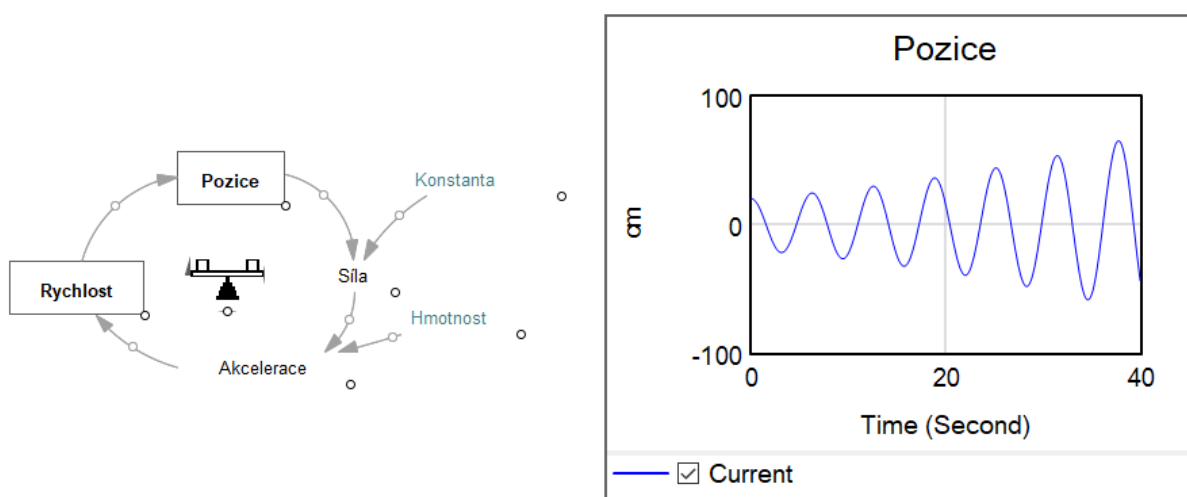 Pozice
Konstanta
Síla
Rychlost
Hmotnost
Akcelerace
Pozice
100
cm
0
-100
0
20
40
Time (Second)
Current